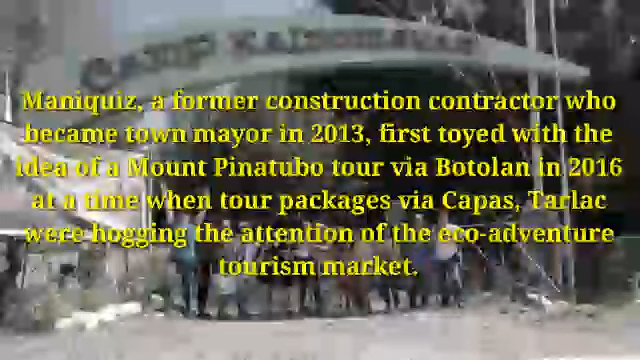 Maniquiz, a former construction contractor who
became town mayor in 2013, first toyed with the
idea of a Mount Pinatubo tour via Botolan in 2016
at a time when tour packages via Capas, Tarlac
were hogging the attention of the eco-adventure
tourism market.